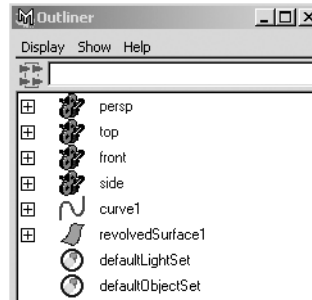 Outliner
Display Show Help
persp
top
front
side
curve1
revolvedSurface1
defaultLightSet
defaultObjectSet